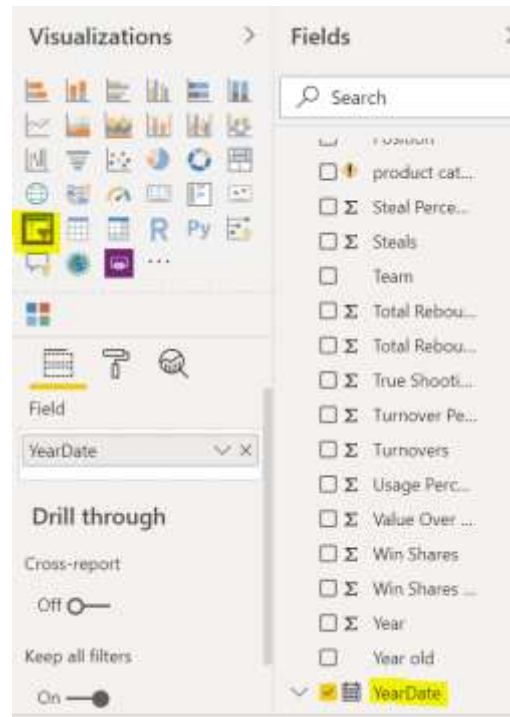 Visualizations
R Py
...
Field
YearDate
Drill through
Cross-report
Off
Keep all filters
On
Fields
Search
Position
product cat...
Σ Steal Perce...
Σ Steals
Team
Σ Total Rebou...
Σ Total Rebou...
Σ True Shooti...
Σ Turnover Pe...
Σ Turnovers
Σ Usage Perc...
Σ Value Over ...
Σ Win Shares
Σ Win Shares ...
Σ Year
Year old
YearDate